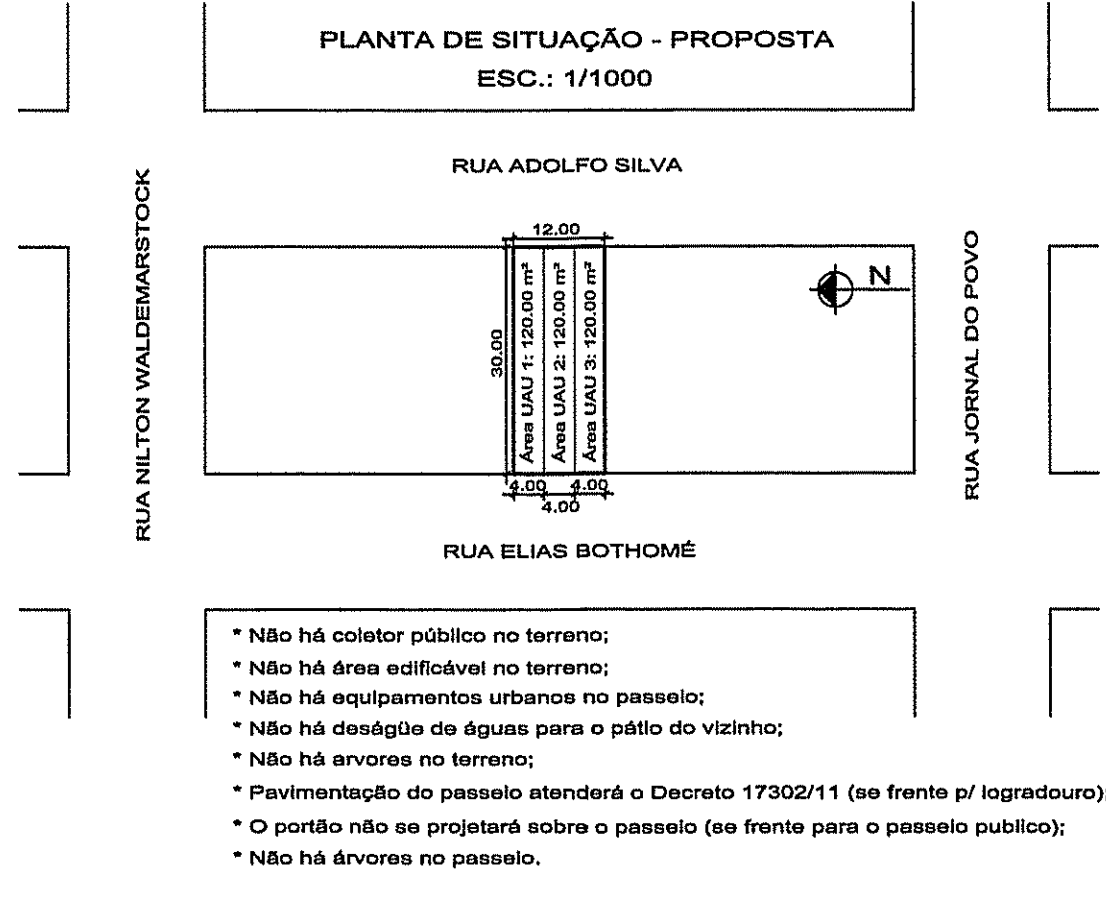 PLANTA DE SITUAÇÃO - PROPOSTA
ESC.: 1/1000
RUA ADOLFO SILVA
RUA NILTON WALDEMARSTOCK
12.00
30.00
Área UAU 1: 120.00 m²
Área UAU 2: 120.00 m²
Área UAU 3: 120.00 m²
N
RUA JORNAL DO POVO
4.00
4.00
4.00
RUA ELIAS BOTHOMÉ
* Não há coletor público no terreno;
* Não há área edificável no terreno;
* Não há equipamentos urbanos no passeio;
* Não há deságüe de águas para o pátio do vizinho;
* Não há arvores no terreno;
* Pavimentação do passeio atenderá o Decreto 17302/11 (se frente p/ logradouro);
* O portão não se projetará sobre o passeio (se frente para o passeio publico);
* Não há árvores no passeio.